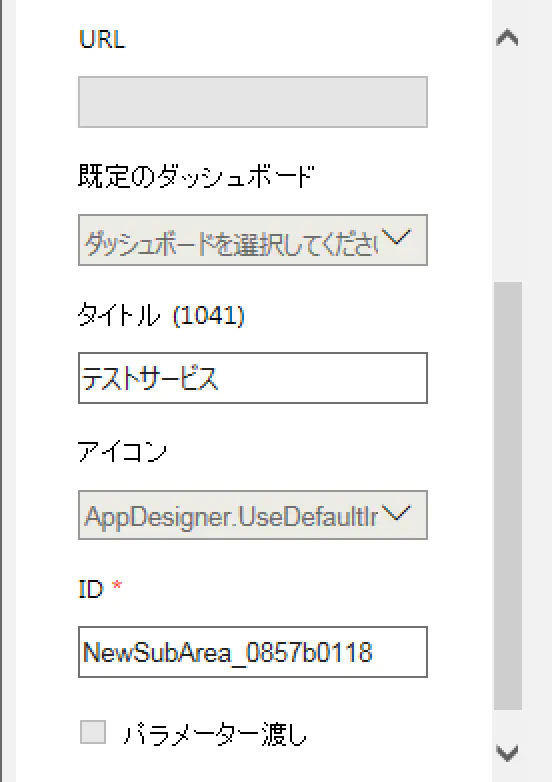 URL
既定のダッシュボード
ダッシュボードを選択してくださ
タイトル (1041)
テストサービス
アイコン
AppDesigner.UseDefaultIr
ID *
NewSubArea_0857b0118
パラメーター渡し